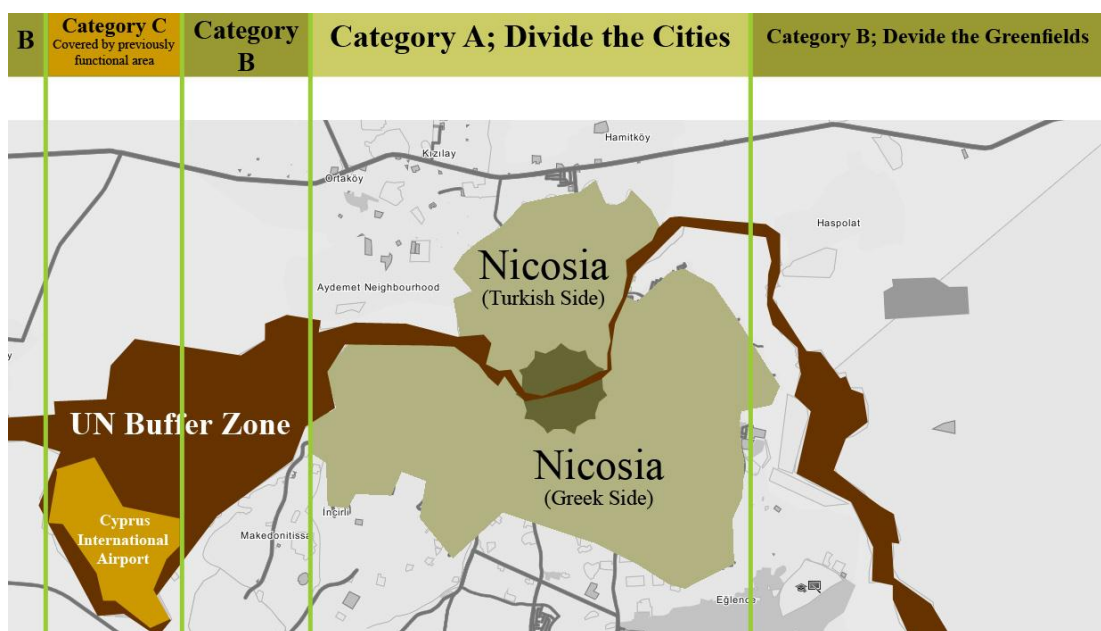 B
Category C
Covered by previously
functional area
Category
B
Category A; Divide the Cities
Category B; Devide the Greenfields
Hamitköy
Kızılay
Ortaköy
Haspolat
Nicosia
(Turkish Side)
Aydemet Neighbourhood
y
UN Buffer Zone
Nicosia
(Greek Side)
İnçirli
Cyprus
International
Airport
Makedonitissa
Eğlence